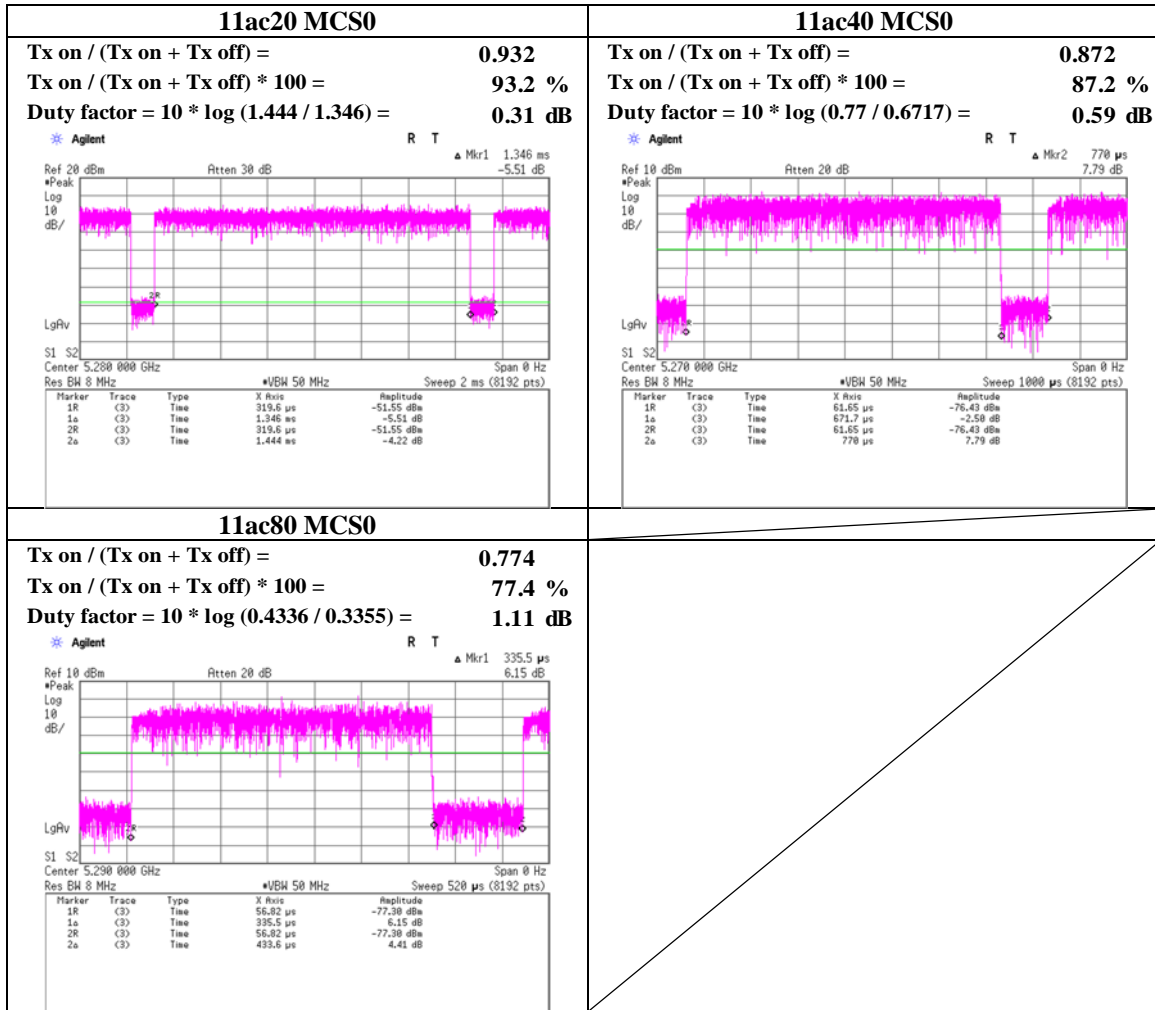 11ac20 MCS0
Tx on / (Tx on + Tx off) = 0.932
Tx on / (Tx on + Tx off) * 100 = 93.2 %
Duty factor = 10 * log (1.444 / 1.346) = 0.31 dB
Agilent R T
Δ Mkr1 1.346 ms
Ref 20 dBm Atten 30 dB -5.51 dB
*Peak
Log
10
dB/
2R
LgAv
S1 S2
Center 5.280 000 GHz Span 0 Hz
Res BW 8 MHz *VBW 50 MHz Sweep 2 ms (8192 pts)
Marker Trace Type X Axis Amplitude
1R (3) Time 319.6 µs -51.55 dBm
1Δ (3) Time 1.346 ms -5.51 dB
2R (3) Time 319.6 µs -51.55 dBm
2Δ (3) Time 1.444 ms -4.22 dB
11ac40 MCS0
Tx on / (Tx on + Tx off) = 0.872
Tx on / (Tx on + Tx off) * 100 = 87.2 %
Duty factor = 10 * log (0.77 / 0.6717) = 0.59 dB
Agilent R T
Δ Mkr2 770 µs
Ref 10 dBm Atten 20 dB 7.79 dB
*Peak
Log
10
dB/
LgAv
S1 S2
Center 5.270 000 GHz Span 0 Hz
Res BW 8 MHz *VBW 50 MHz Sweep 1000 µs (8192 pts)
Marker Trace Type X Axis Amplitude
1R (3) Time 61.65 µs -76.43 dBm
1Δ (3) Time 671.7 µs -2.50 dB
2R (3) Time 61.65 µs -76.43 dBm
2Δ (3) Time 770 µs 7.79 dB
11ac80 MCS0
Tx on / (Tx on + Tx off) = 0.774
Tx on / (Tx on + Tx off) * 100 = 77.4 %
Duty factor = 10 * log (0.4336 / 0.3355) = 1.11 dB
Agilent R T
Δ Mkr1 335.5 µs
Ref 10 dBm Atten 20 dB 6.15 dB
*Peak
Log
10
dB/
LgAv
S1 S2
Center 5.290 000 GHz Span 0 Hz
Res BW 8 MHz *VBW 50 MHz Sweep 520 µs (8192 pts)
Marker Trace Type X Axis Amplitude
1R (3) Time 56.82 µs -77.30 dBm
1Δ (3) Time 335.5 µs 6.15 dB
2R (3) Time 56.82 µs -77.30 dBm
2Δ (3) Time 433.6 µs 4.41 dB